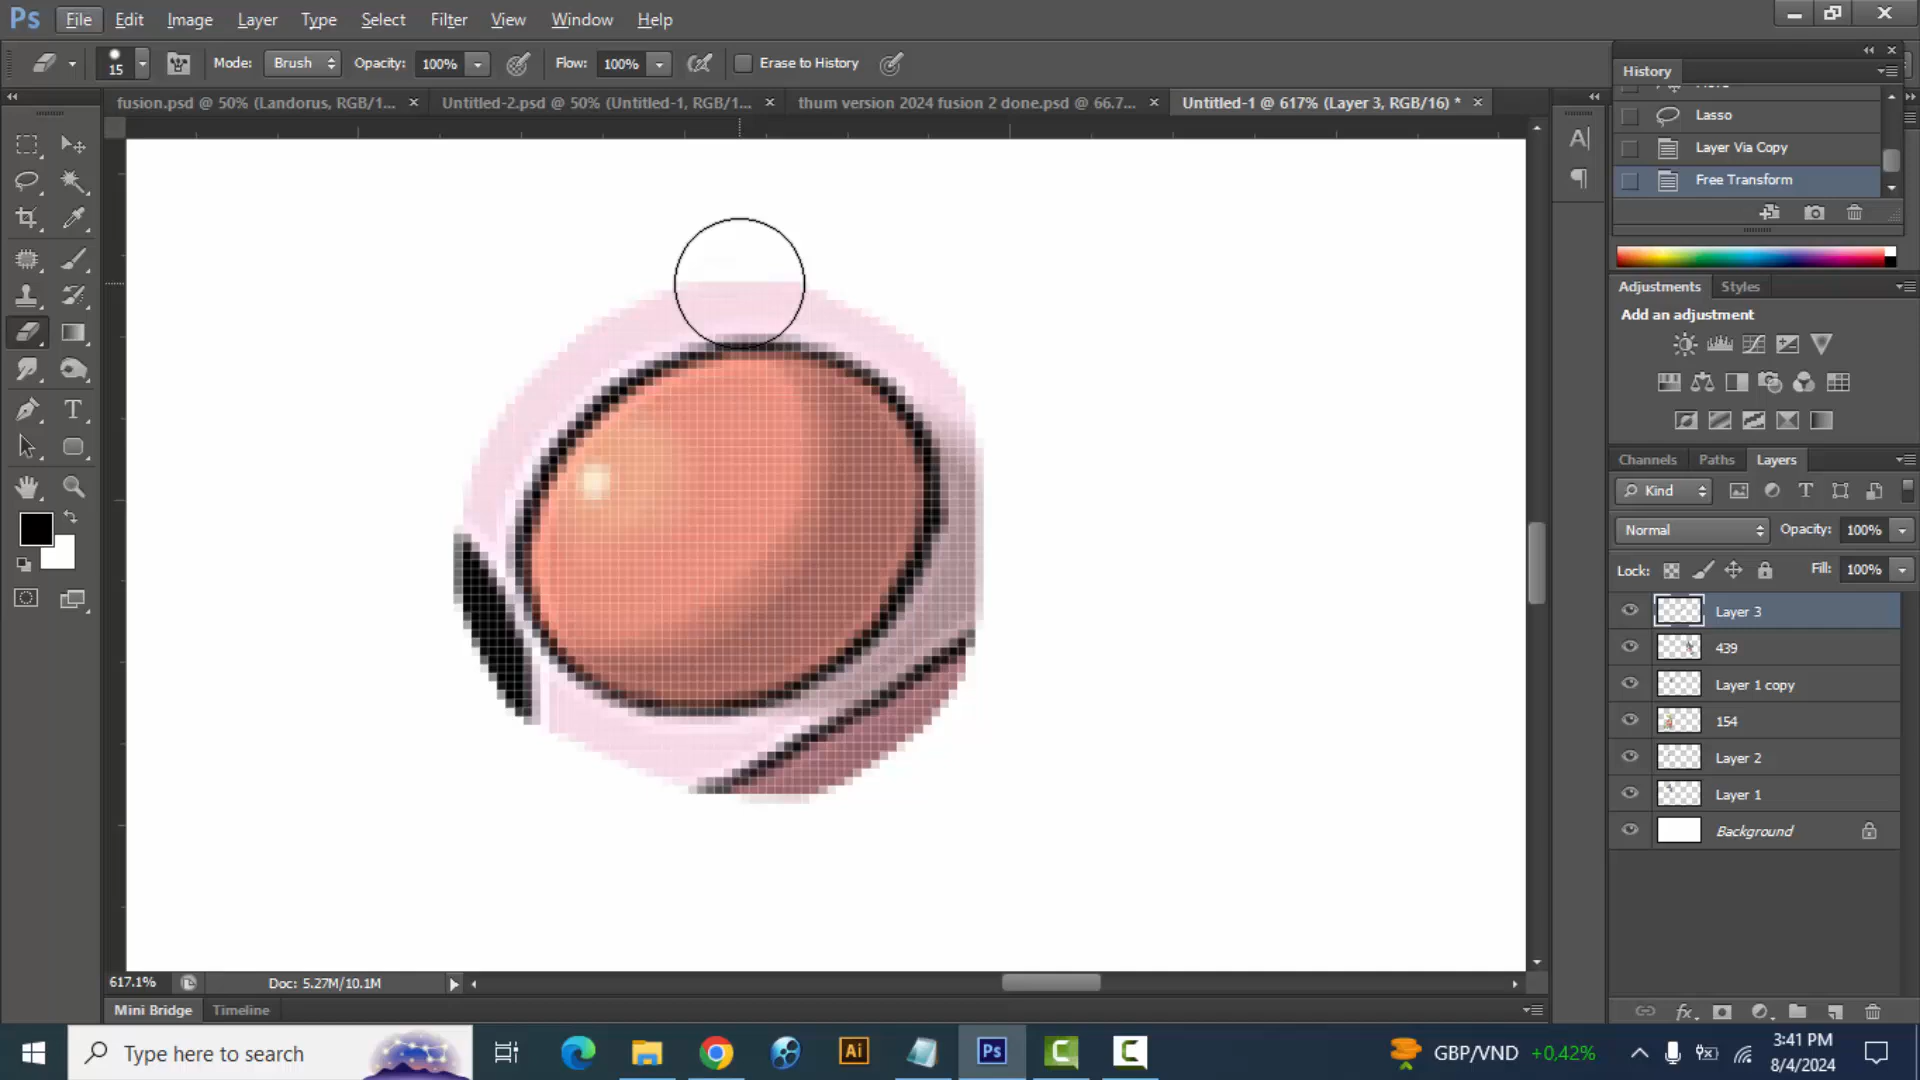 Ps File Edit Image Layer Type Select Filter View Window Help
15 Mode: Brush Opacity: 100% Flow: 100% Erase to History
fusion.psd @ 50% (Landorus, RGB/1... Untitled-2.psd @ 50% (Untitled-1, RGB/1... thum version 2024 fusion 2 done.psd @ 66.7... Untitled-1 @ 617% (Layer 3, RGB/16) *
History
Lasso
Layer Via Copy
Free Transform
Adjustments Styles
Add an adjustment
Channels Paths Layers
Kind
Normal Opacity: 100%
Lock: Fill: 100%
Layer 3
439
Layer 1 copy
154
Layer 2
Layer 1
Background
617.1% Doc: 5.27M/10.1M
Mini Bridge Timeline
Type here to search Ai Ps GBP/VND +0,42% 3:41 PM
8/4/2024